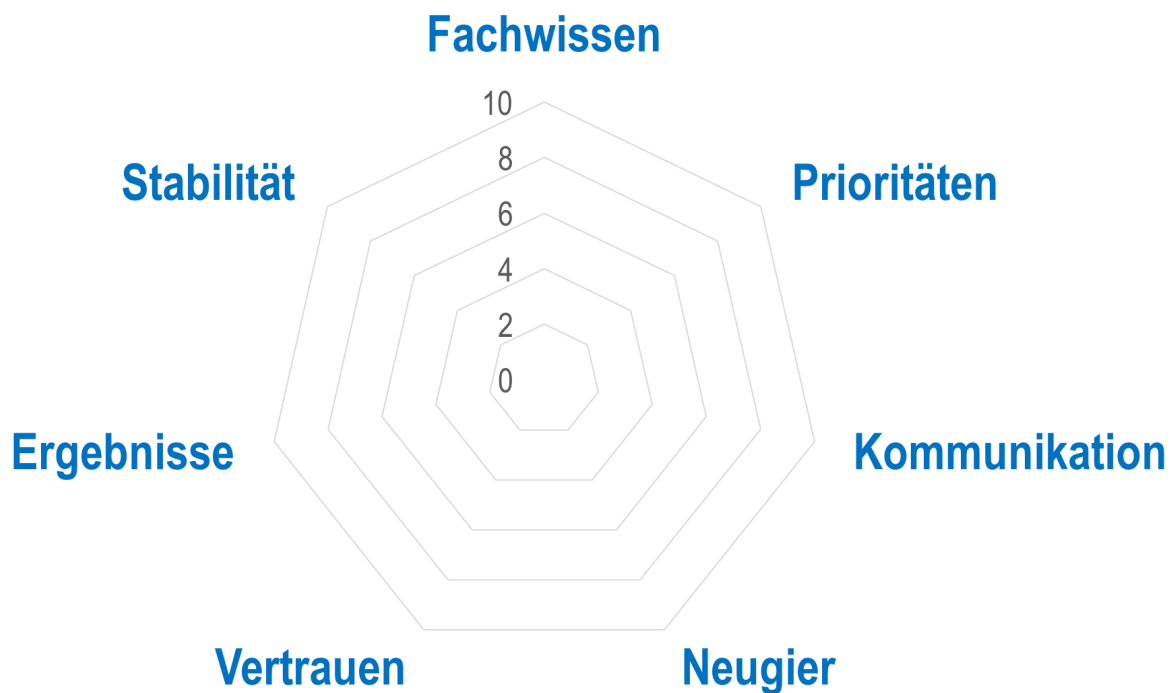 Fachwissen
10
8
6
4
2
0
Stabilität
Prioritäten
Ergebnisse
Kommunikation
Vertrauen
Neugier